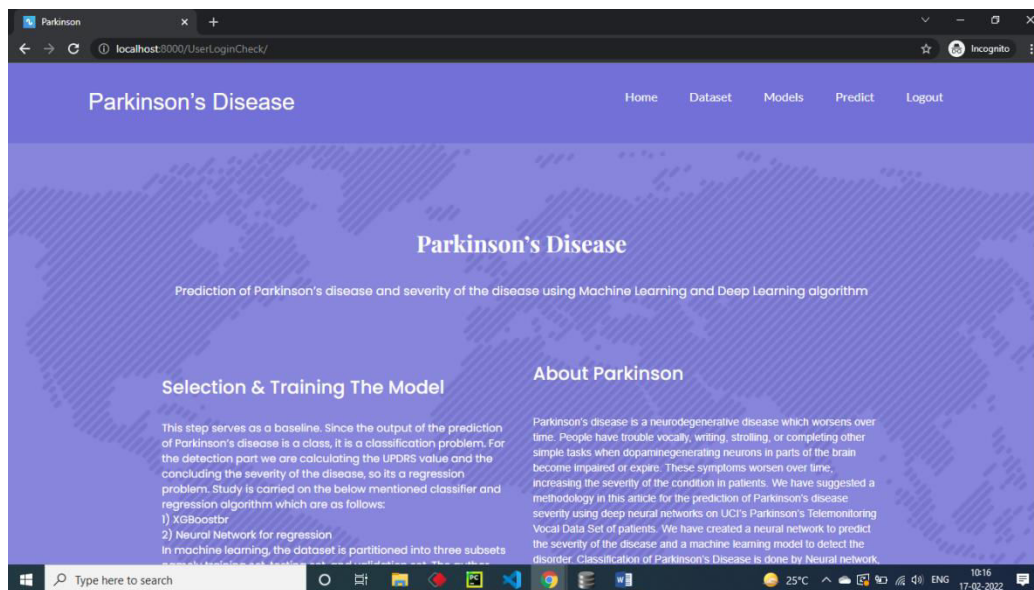 Parkinson
localhost:8000/UserLoginCheck/
Incognito
Parkinson's Disease
Home Dataset Models Predict Logout
Parkinson's Disease
Prediction of Parkinson's disease and severity of the disease using Machine Learning and Deep Learning algorithm
Selection & Training The Model
This step serves as a baseline. Since the output of the prediction
of Parkinson's disease is a class, it is a classification problem. For
the detection part we are calculating the UPDRS value and the
concluding the severity of the disease, so its a regression
problem. Study is carried on the below mentioned classifier and
regression algorithm which are as follows:
1) XGBoostbr
2) Neural Network for regression
In machine learning, the dataset is partitioned into three subsets
namely training set, testing set, and validation set. The author
About Parkinson
Parkinson's disease is a neurodegenerative disease which worsens over
time. People have trouble vocally, writing, strolling, or completing other
simple tasks when dopaminegenerating neurons in parts of the brain
become impaired or expire. These symptoms worsen over time,
increasing the severity of the condition in patients. We have suggested a
methodology in this article for the prediction of Parkinson's disease
severity using deep neural networks on UCI's Parkinson's Telemonitoring
Vocal Data Set of patients. We have created a neural network to predict
the severity of the disease and a machine learning model to detect the
disorder. Classification of Parkinson's Disease is done by Neural network,
Type here to search
25°C
ENG
10:16
17-02-2022